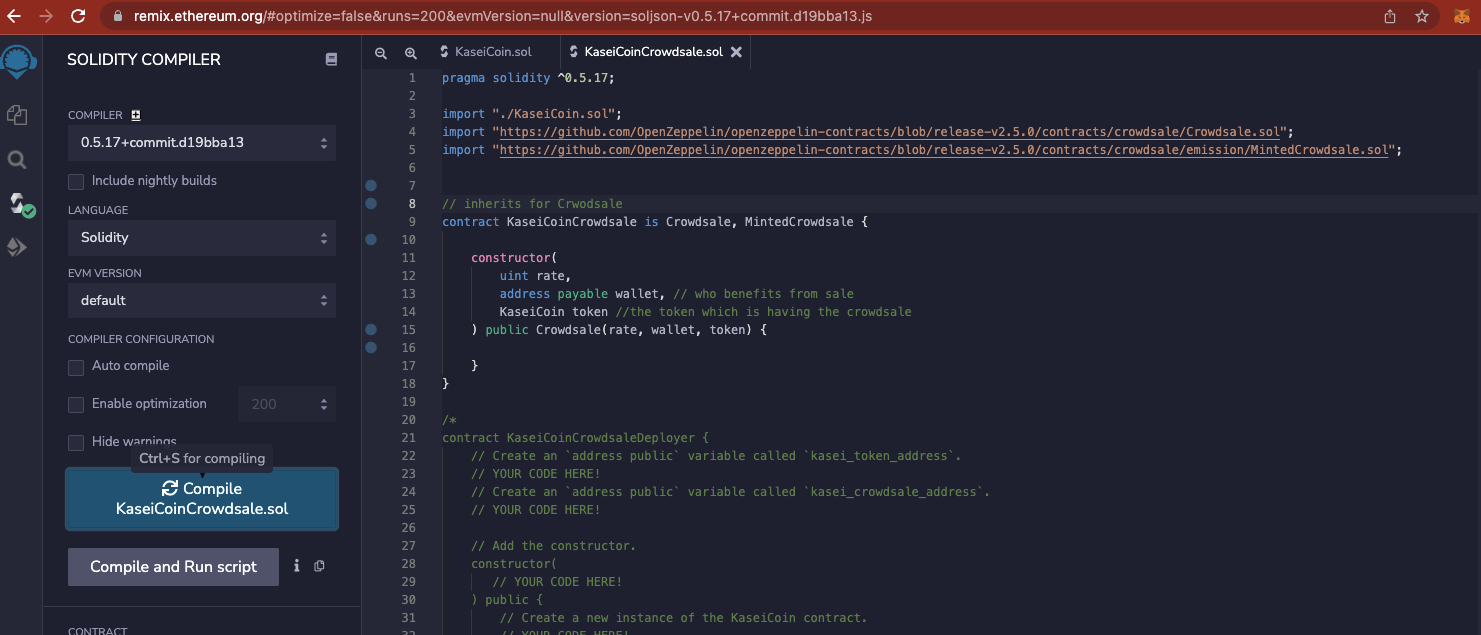 remix.ethereum.org/#optimize=false&runs=200&evmVersion=null&version=soljson-v0.5.17+commit.d19bba13.js
SOLIDITY COMPILER
COMPILER
0.5.17+commit.d19bba13
Include nightly builds
LANGUAGE
Solidity
EVM VERSION
default
COMPILER CONFIGURATION
Auto compile
Enable optimization
200
Hide warnings
Ctrl+S for compiling
Compile
KaseiCoinCrowdsale.sol
Compile and Run script
CONTRACT
KaseiCoin.sol
KaseiCoinCrowdsale.sol
1 pragma solidity ^0.5.17;
2
3 import "./KaseiCoin.sol";
4 import "https://github.com/OpenZeppelin/openzeppelin-contracts/blob/release-v2.5.0/contracts/crowdsale/Crowdsale.sol";
5 import "https://github.com/OpenZeppelin/openzeppelin-contracts/blob/release-v2.5.0/contracts/crowdsale/emission/MintedCrowdsale.sol";
6
7
8 // inherits for Crwodsale
9 contract KaseiCoinCrowdsale is Crowdsale, MintedCrowdsale {
10
11 constructor(
12 uint rate,
13 address payable wallet, // who benefits from sale
14 KaseiCoin token //the token which is having the crowdsale
15 ) public Crowdsale(rate, wallet, token) {
16
17 }
18 }
19
20 /*
21 contract KaseiCoinCrowdsaleDeployer {
22 // Create an `address public` variable called `kasei_token_address`.
23 // YOUR CODE HERE!
24 // Create an `address public` variable called `kasei_crowdsale_address`.
25 // YOUR CODE HERE!
26
27 // Add the constructor.
28 constructor(
29 // YOUR CODE HERE!
30 ) public {
31 // Create a new instance of the KaseiCoin contract.
32 // YOUR CODE HERE!